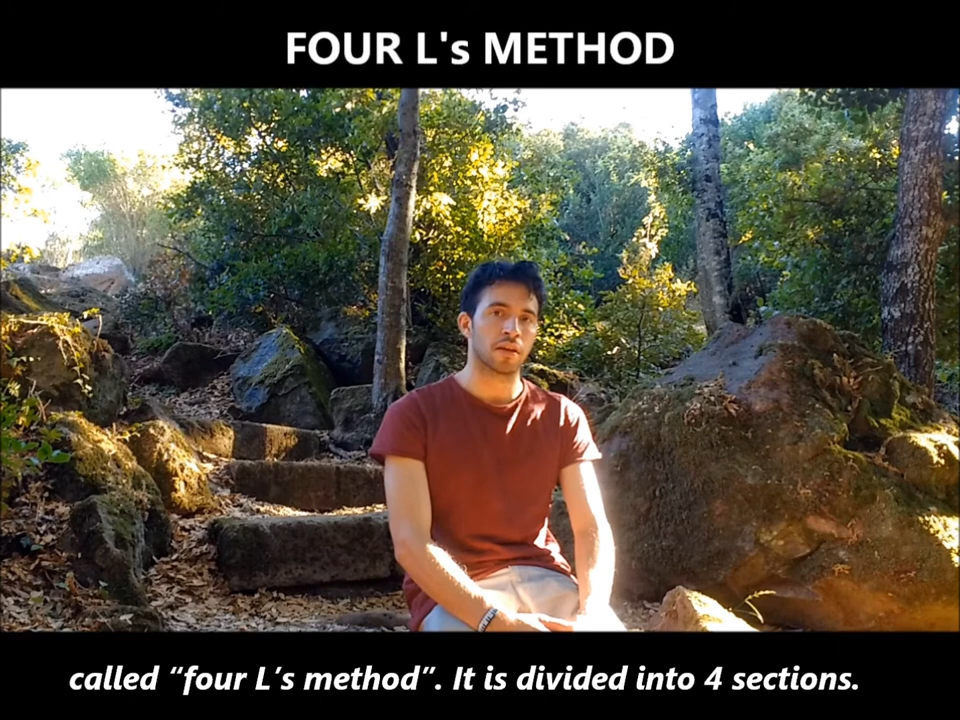 FOUR L's METHOD
called “four L’s method”. It is divided into 4 sections.